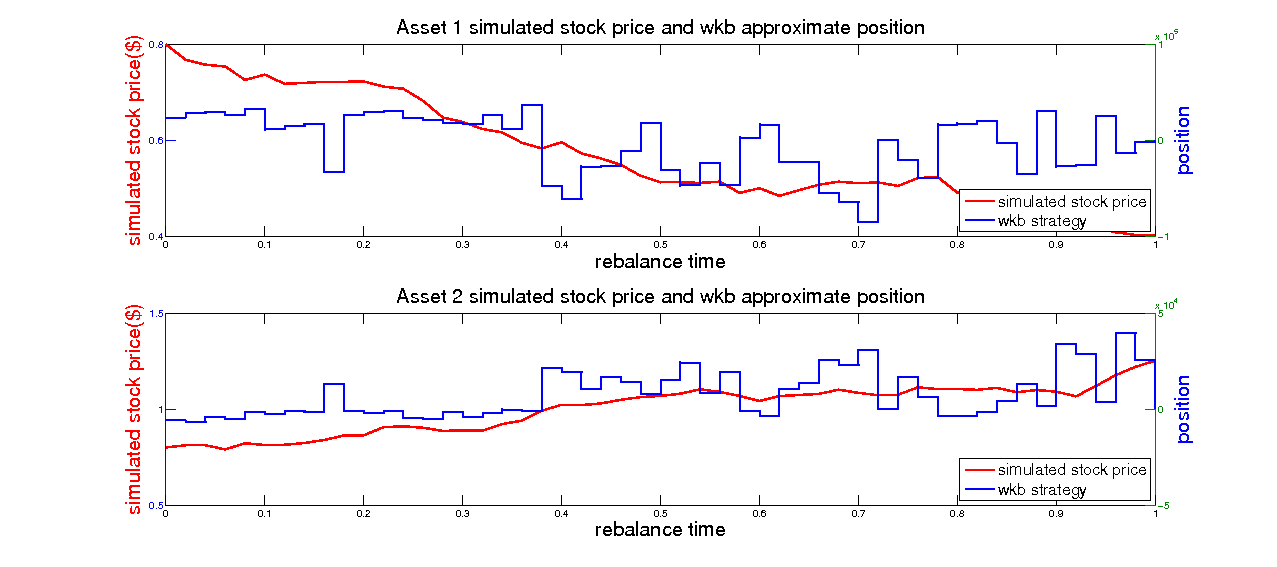 Asset 1 simulated stock price and wkb approximate position
x 10^5
simulated stock price($)
0.8
0.6
0.4
1
0
-1
position
simulated stock price
wkb strategy
0 0.1 0.2 0.3 0.4 0.5 0.6 0.7 0.8 0.9 1
rebalance time
Asset 2 simulated stock price and wkb approximate position
x 10^4
simulated stock price($)
1.5
1
0.5
5
0
-5
position
simulated stock price
wkb strategy
0 0.1 0.2 0.3 0.4 0.5 0.6 0.7 0.8 0.9 1
rebalance time